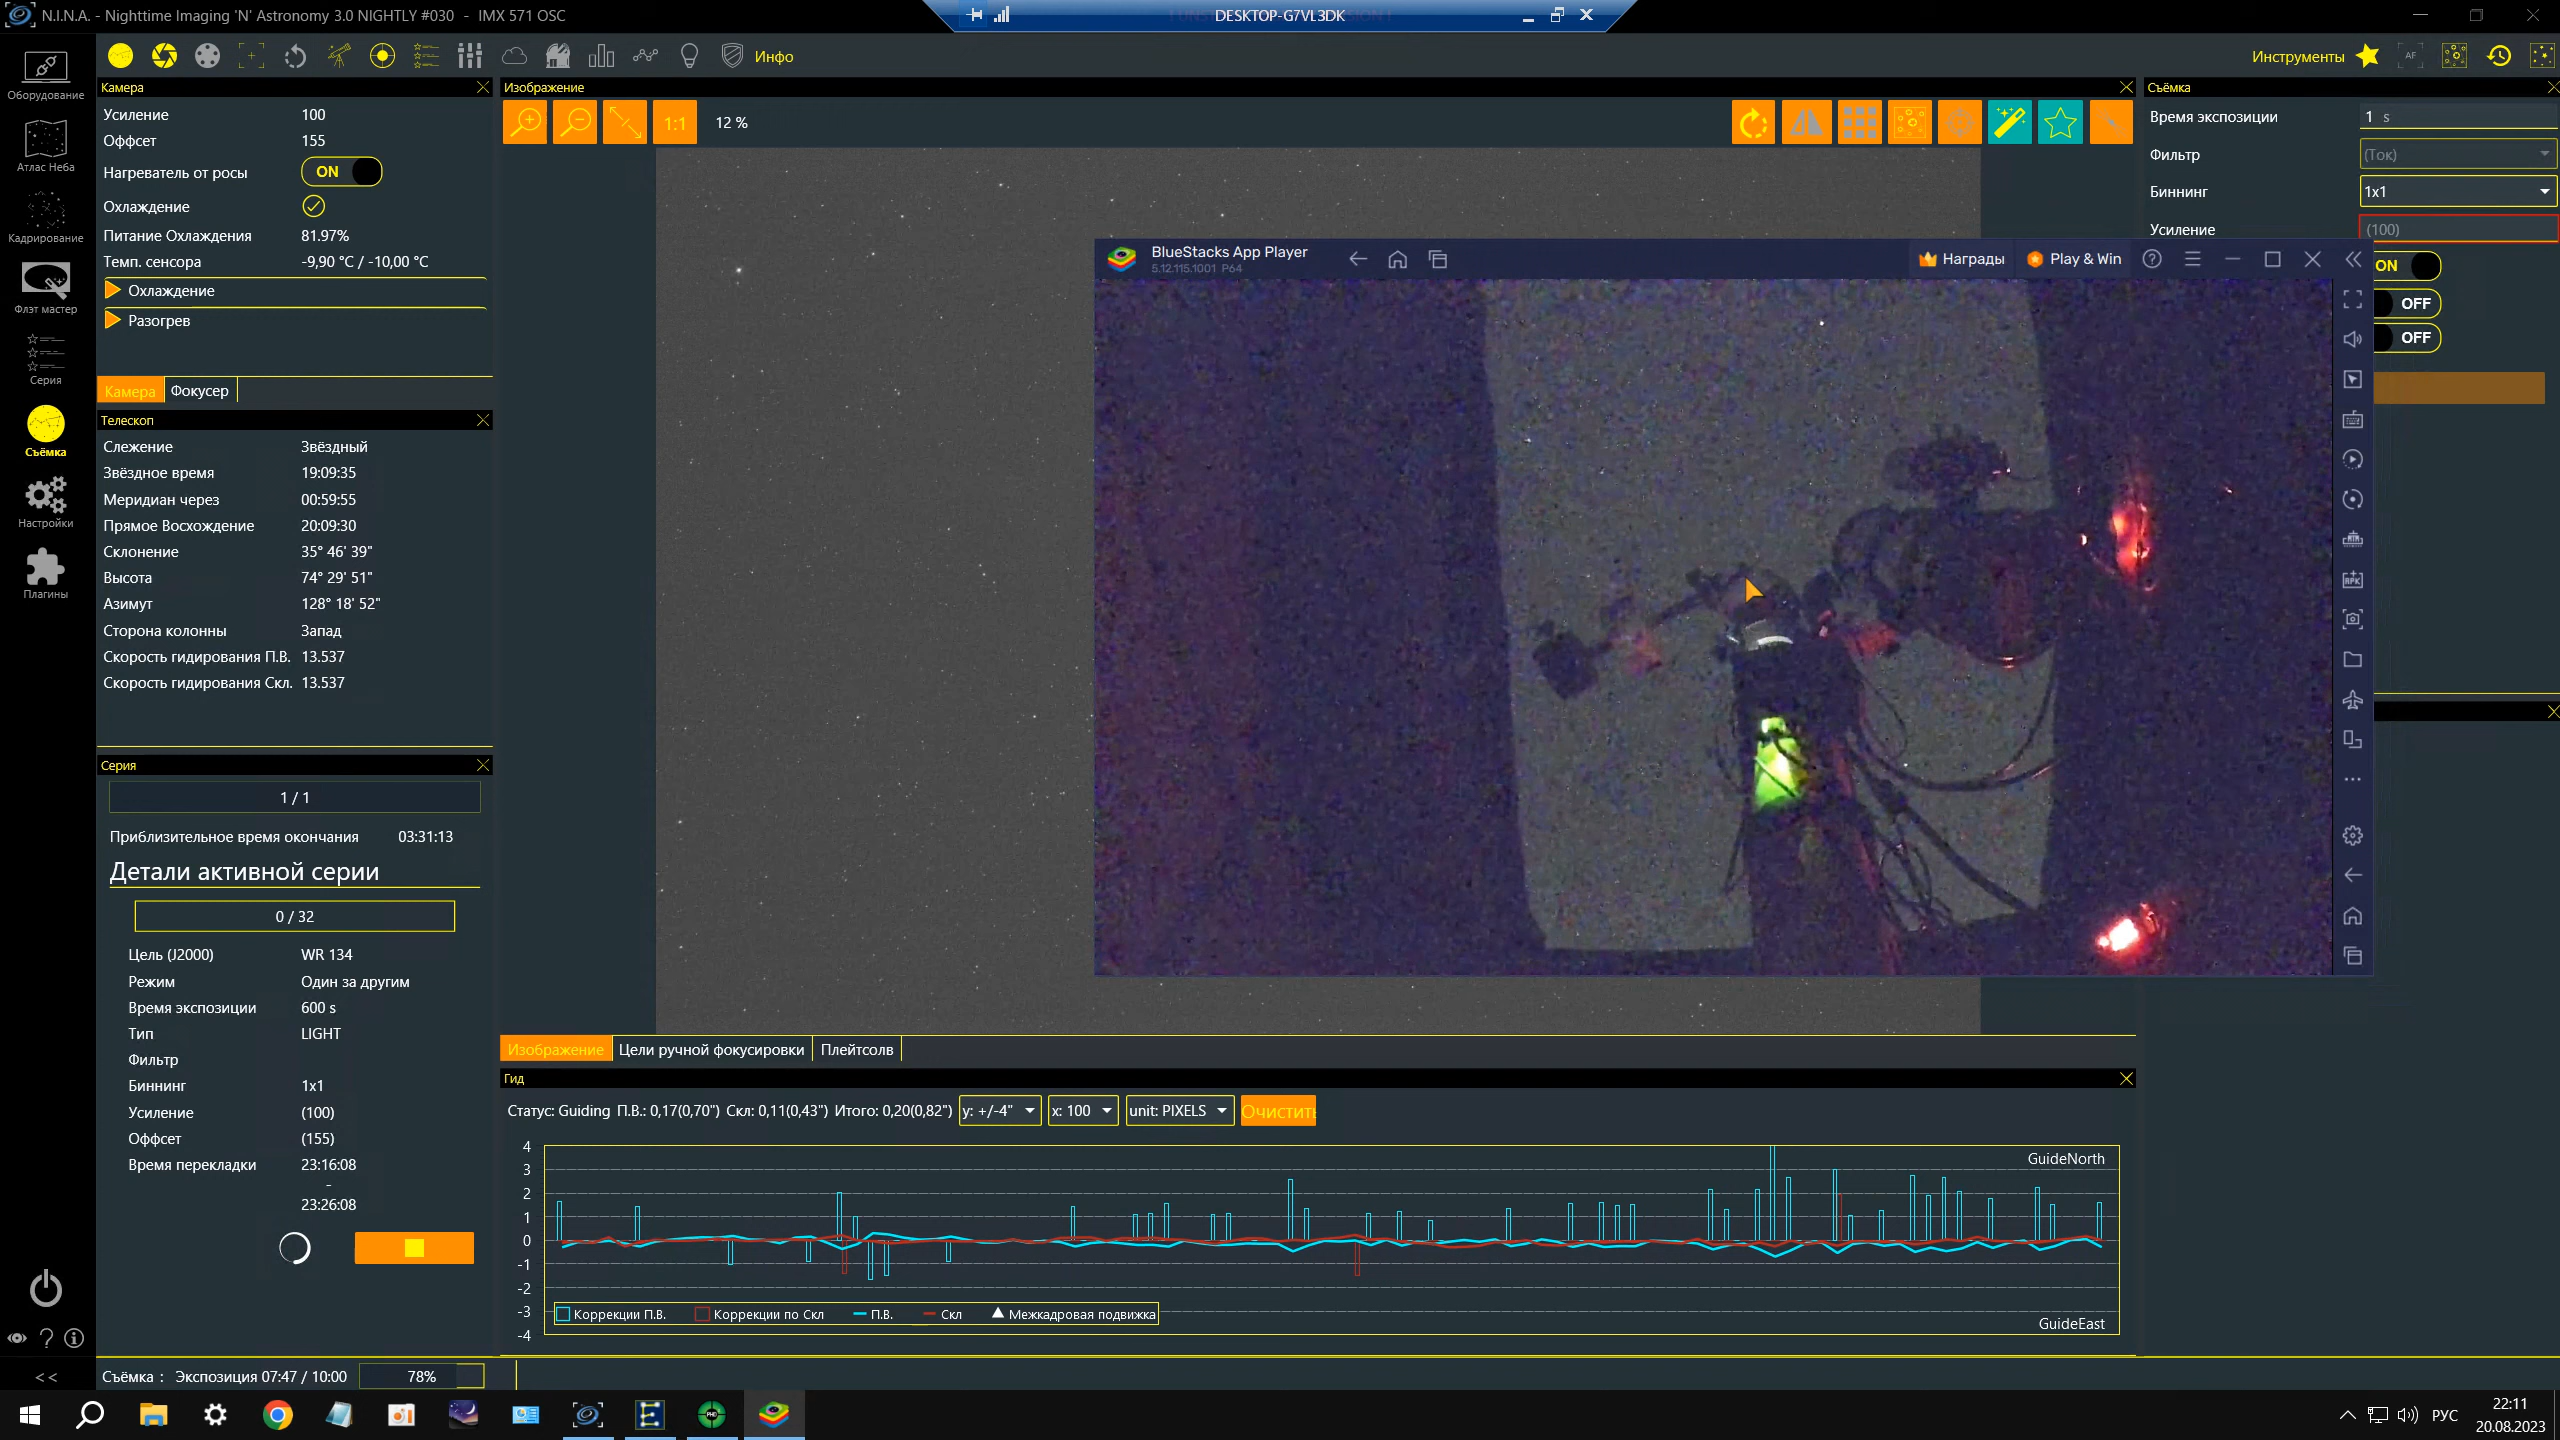 N.I.N.A. - Nighttime Imaging 'N' Astronomy 3.0 NIGHTLY #030 - IMX 571 OSC
DESKTOP-G7VL3DK
Инфо
Инструменты
AF
Оборудование
Атлас Неба
Кадрирование
Флэт мастер
Серия
Съёмка
Настройки
Плагины
Камера
Усиление 100
Оффсет 155
Нагреватель от росы ON
Охлаждение
Питание Охлаждения 81.97%
Темп. сенсора -9,90 °C / -10,00 °C
Охлаждение
Разогрев
Камера Фокусер
Телескоп
Слежение Звёздный
Звёздное время 19:09:35
Меридиан через 00:59:55
Прямое Восхождение 20:09:30
Склонение 35° 46' 39"
Высота 74° 29' 51"
Азимут 128° 18' 52"
Сторона колонны Запад
Скорость гидирования П.В. 13.537
Скорость гидирования Скл. 13.537
Серия
1 / 1
Приблизительное время окончания 03:31:13
Детали активной серии
0 / 32
Цель (J2000) WR 134
Режим Один за другим
Время экспозиции 600 s
Тип LIGHT
Фильтр
Биннинг 1x1
Усиление (100)
Оффсет (155)
Время перекладки 23:16:08
-
23:26:08
Изображение
1:1 12 %
BlueStacks App Player
5.12.115.1001 P64
Награды Play & Win
Изображение Цели ручной фокусировки Плейтсолв
Гид
Статус: Guiding П.В.: 0,17(0,70") Скл: 0,11(0,43") Итого: 0,20(0,82") y: +/-4" x: 100 unit: PIXELS Очистить
4
3
2
1
0
-1
-2
-3
-4
GuideNorth
GuideEast
Коррекции П.В. Коррекции по Скл П.В. Скл Межкадровая подвижка
Съёмка
Время экспозиции 1 s
Фильтр (Ток)
Биннинг 1x1
Усиление (100)
ON
OFF
OFF
<<
Съёмка : Экспозиция 07:47 / 10:00 78%
РУС
22:11
20.08.2023